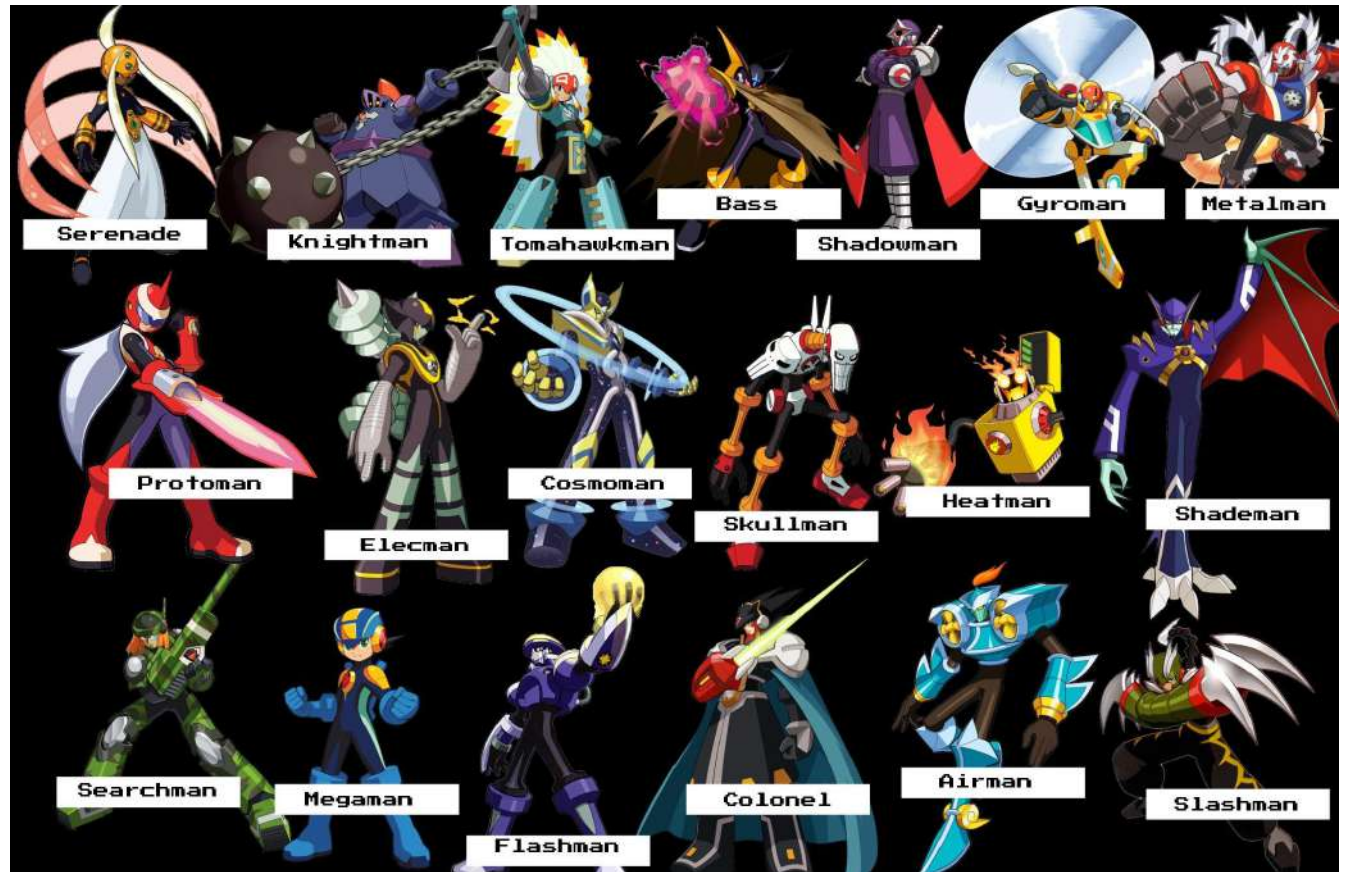 Serenade
Knightman
Tomahawkman
Bass
Shadowman
Gyroman
Metalman
Protoman
Elecman
Cosmoman
Skullman
Heatman
Shademan
Searchman
Megaman
Flashman
Colonel
Airman
Slashman